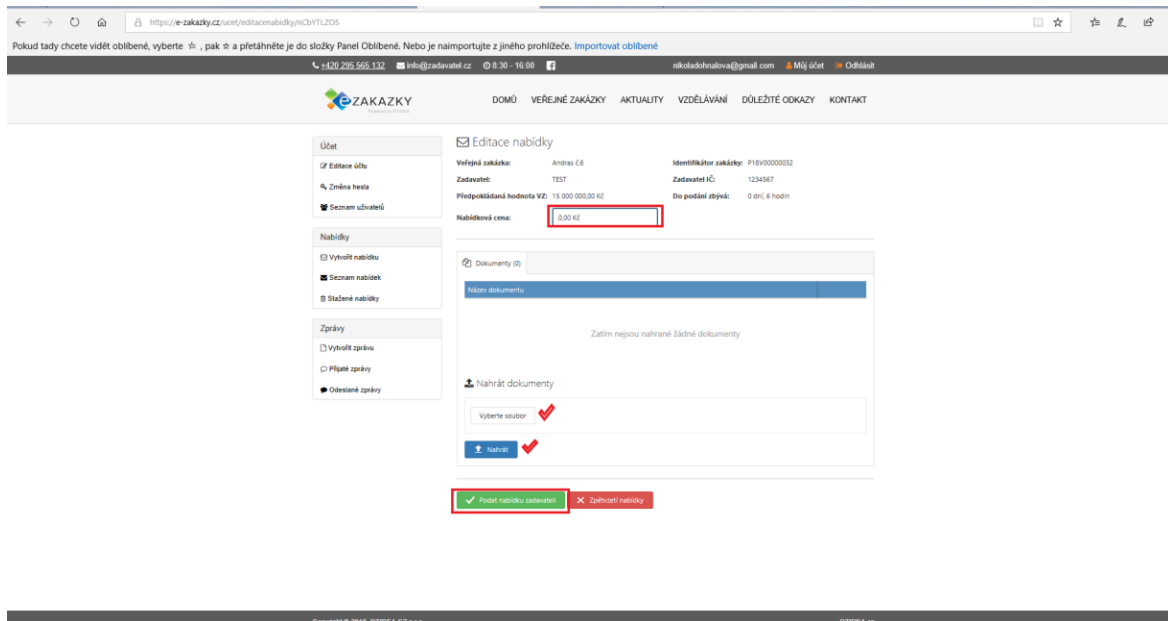 https://e-zakazky.cz/ucet/editacenabidky/nCbYTLZOS
Pokud tady chcete vidět oblíbené, vyberte ☆ , pak ☆ a přetáhněte je do složky Panel Oblíbené. Nebo je naimportujte z jiného prohlížeče. Importovat oblíbené
+420 295 565 132 info@zadavatel.cz 8:30 - 16:00 nikoladohnalova@gmail.com Můj účet Odhlásit
eZAKAZKY DOMŮ VEŘEJNÉ ZAKÁZKY AKTUALITY VZDĚLÁVÁNÍ DŮLEŽITÉ ODKAZY KONTAKT
Účet
Editace účtu
Změna hesla
Seznam uživatelů
Nabídky
Vytvořit nabídku
Seznam nabídek
Stažené nabídky
Zprávy
Vytvořit zprávu
Přijaté zprávy
Odeslané zprávy
Editace nabídky
Veřejná zakázka: Andras č.6 Identifikátor zakázky: P18V00000032
Zadavatel: TEST Zadavatel IČ: 1234567
Předpokládaná hodnota VZ: 15 000 000,00 Kč Do podání zbývá: 0 dní, 6 hodin
Nabídková cena: 0,00 Kč
Dokumenty (0)
Název dokumentu
Zatím nejsou nahrané žádné dokumenty
Nahrát dokumenty
Vyberte soubor
Nahrát
Podat nabídku zadavateli Zpětvzetí nabídky